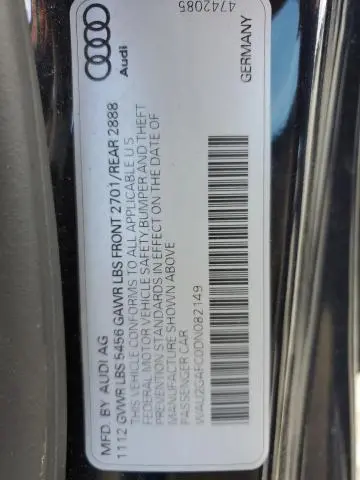 Audi
4742085
GERMANY
MFD. BY AUDI AG
1112 GVWR LBS 5456 GAWR LBS FRONT 2701/REAR 2888
THIS VEHICLE CONFORMS TO ALL APPLICABLE U S
FEDERAL MOTOR VEHICLE SAFETY,BUMPER AND THEFT
PREVENTION STANDARDS IN EFFECT ON THE DATE OF
MANUFACTURE SHOWN ABOVE
PASSENGER CAR
WAU2GAFC0DN082149